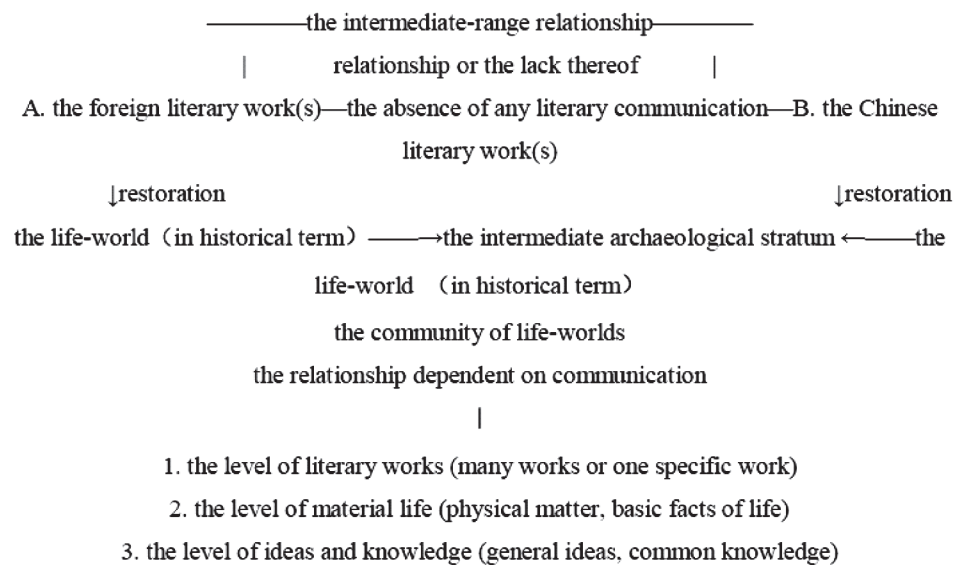 ————the intermediate-range relationship————
| relationship or the lack thereof |
A. the foreign literary work(s)—the absence of any literary communication—B. the Chinese
literary work(s)
↓restoration ↓restoration
the life-world（in historical term）——→the intermediate archaeological stratum ←——the
life-world （in historical term）
the community of life-worlds
the relationship dependent on communication
|
1. the level of literary works (many works or one specific work)
2. the level of material life (physical matter, basic facts of life)
3. the level of ideas and knowledge (general ideas, common knowledge)